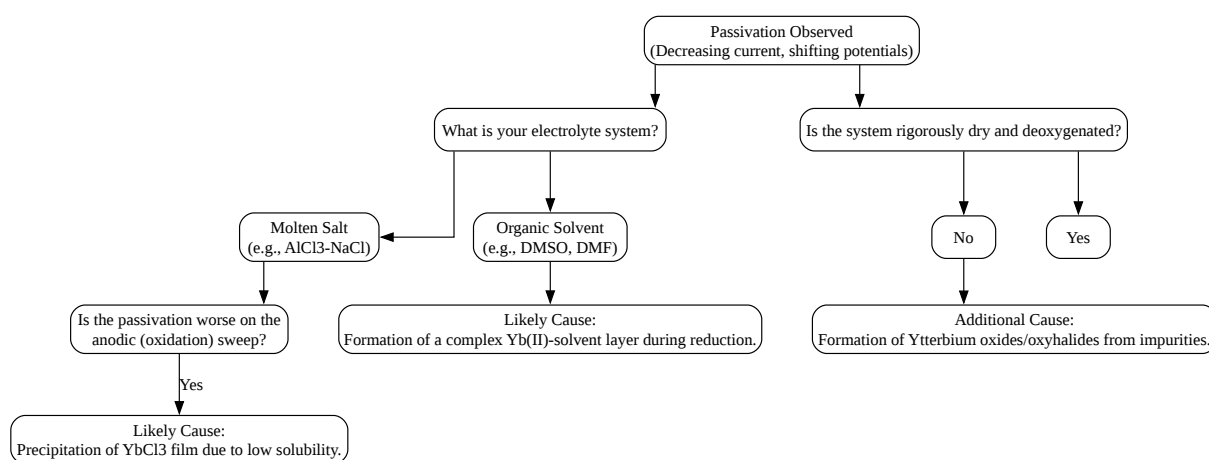 Passivation Observed
(Decreasing current, shifting potentials)
What is your electrolyte system?
Is the system rigorously dry and deoxygenated?
Molten Salt
(e.g., AlCl3-NaCl)
Organic Solvent
(e.g., DMSO, DMF)
No
Yes
Is the passivation worse on the
anodic (oxidation) sweep?
Likely Cause:
Formation of a complex Yb(II)-solvent layer during reduction.
Additional Cause:
Formation of Ytterbium oxides/oxyhalides from impurities.
Yes
Likely Cause:
Precipitation of YbCl3 film due to low solubility.